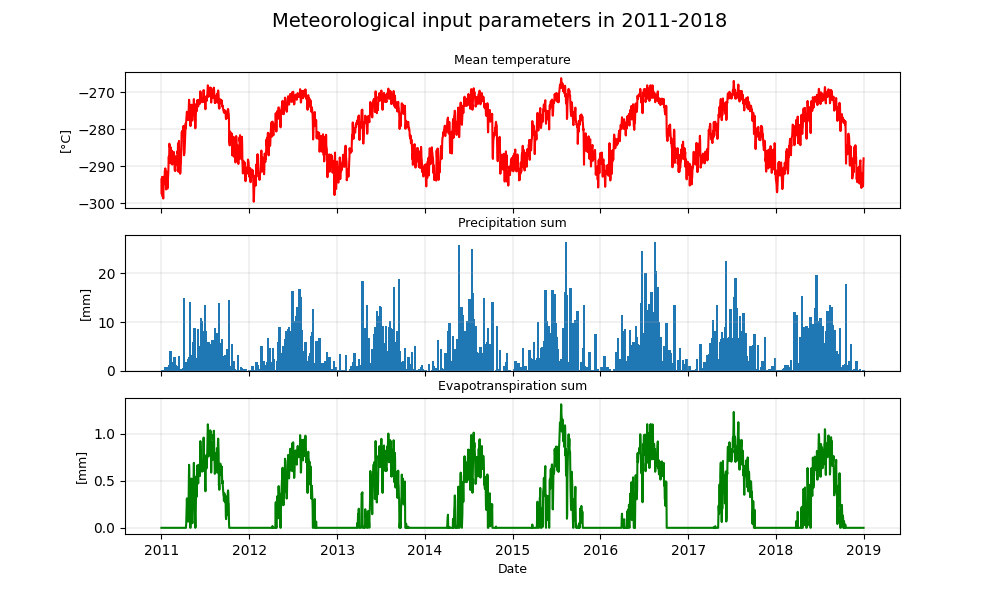 Meteorological input parameters in 2011-2018
Mean temperature
−270
−280
−290
−300
[°C]
Precipitation sum
20
10
0
[mm]
Evapotranspiration sum
1.0
0.5
0.0
[mm]
2011 2012 2013 2014 2015 2016 2017 2018 2019
Date